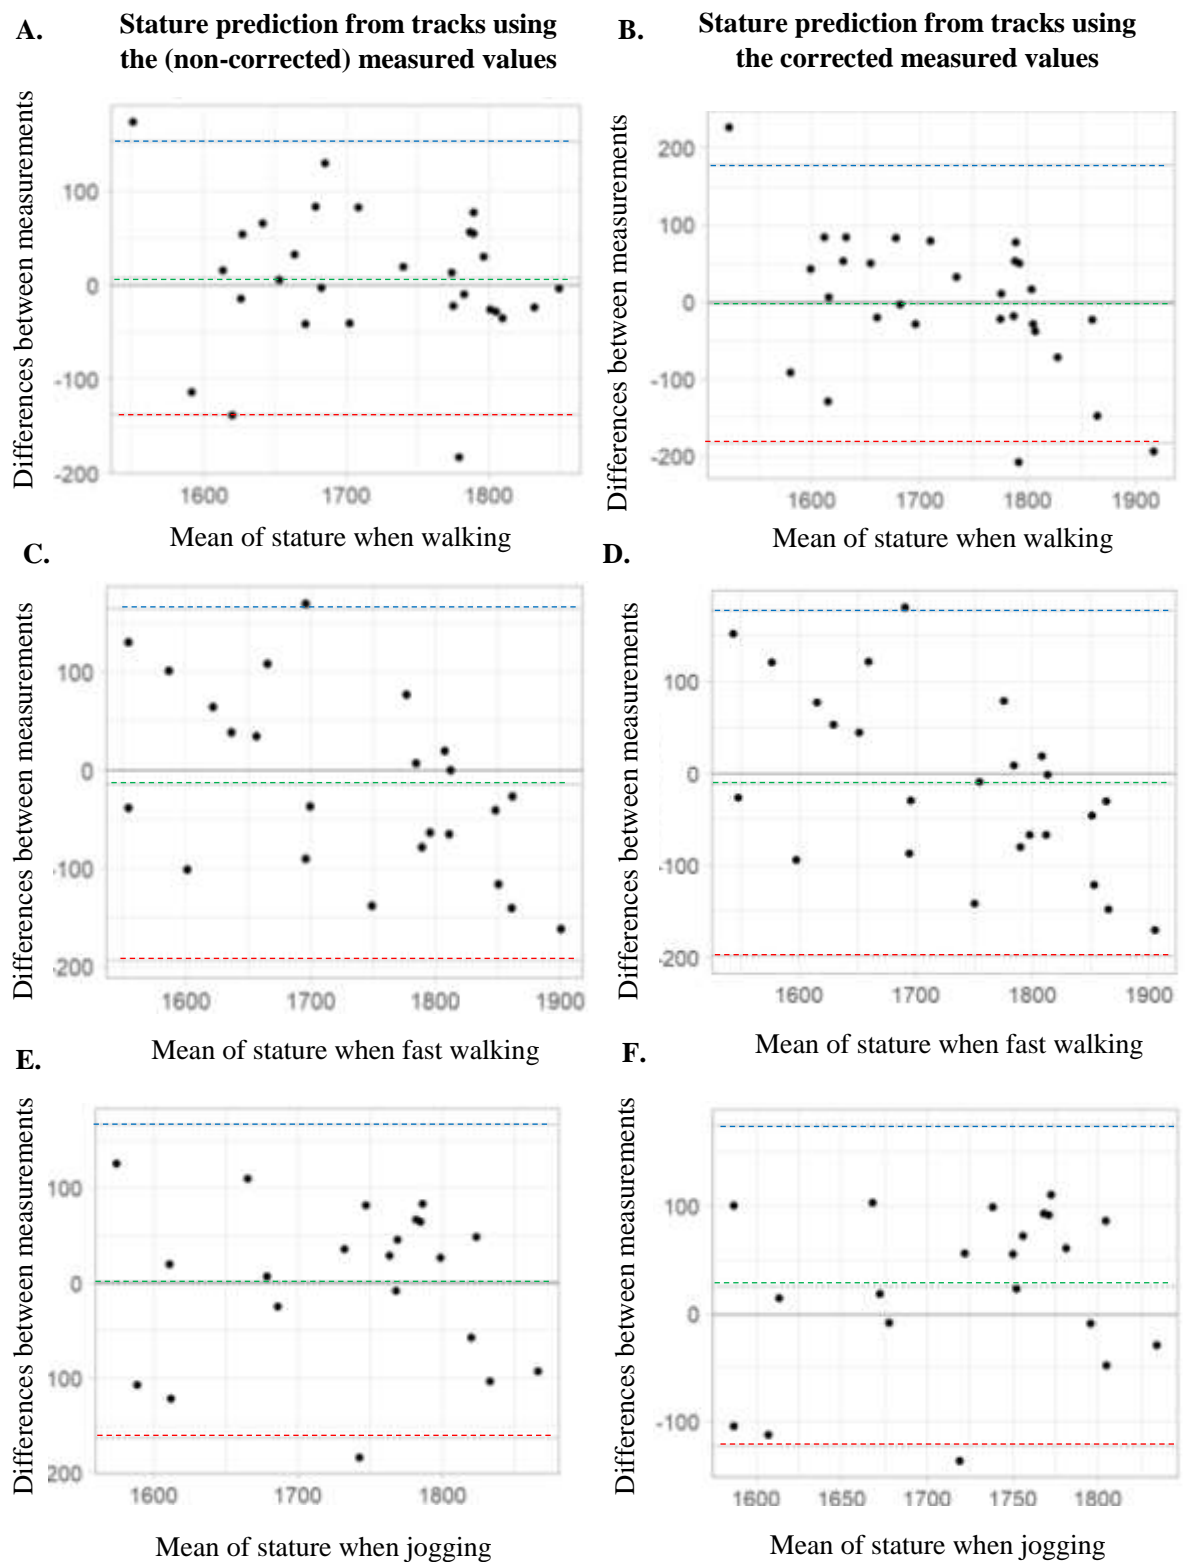 A.
Stature prediction from tracks using
the (non-corrected) measured values
B.
Stature prediction from tracks using
the corrected measured values
Differences between measurements
100
0
-100
-200
1600 1700 1800
Mean of stature when walking
Differences between measurements
200
100
0
-100
-200
1600 1700 1800 1900
Mean of stature when walking
C.
Differences between measurements
100
0
-100
-200
1600 1700 1800 1900
Mean of stature when fast walking
D.
Differences between measurements
100
0
-100
-200
1600 1700 1800 1900
Mean of stature when fast walking
E.
Differences between measurements
100
0
100
200
1600 1700 1800
Mean of stature when jogging
F.
Differences between measurements
100
0
-100
1600 1650 1700 1750 1800
Mean of stature when jogging